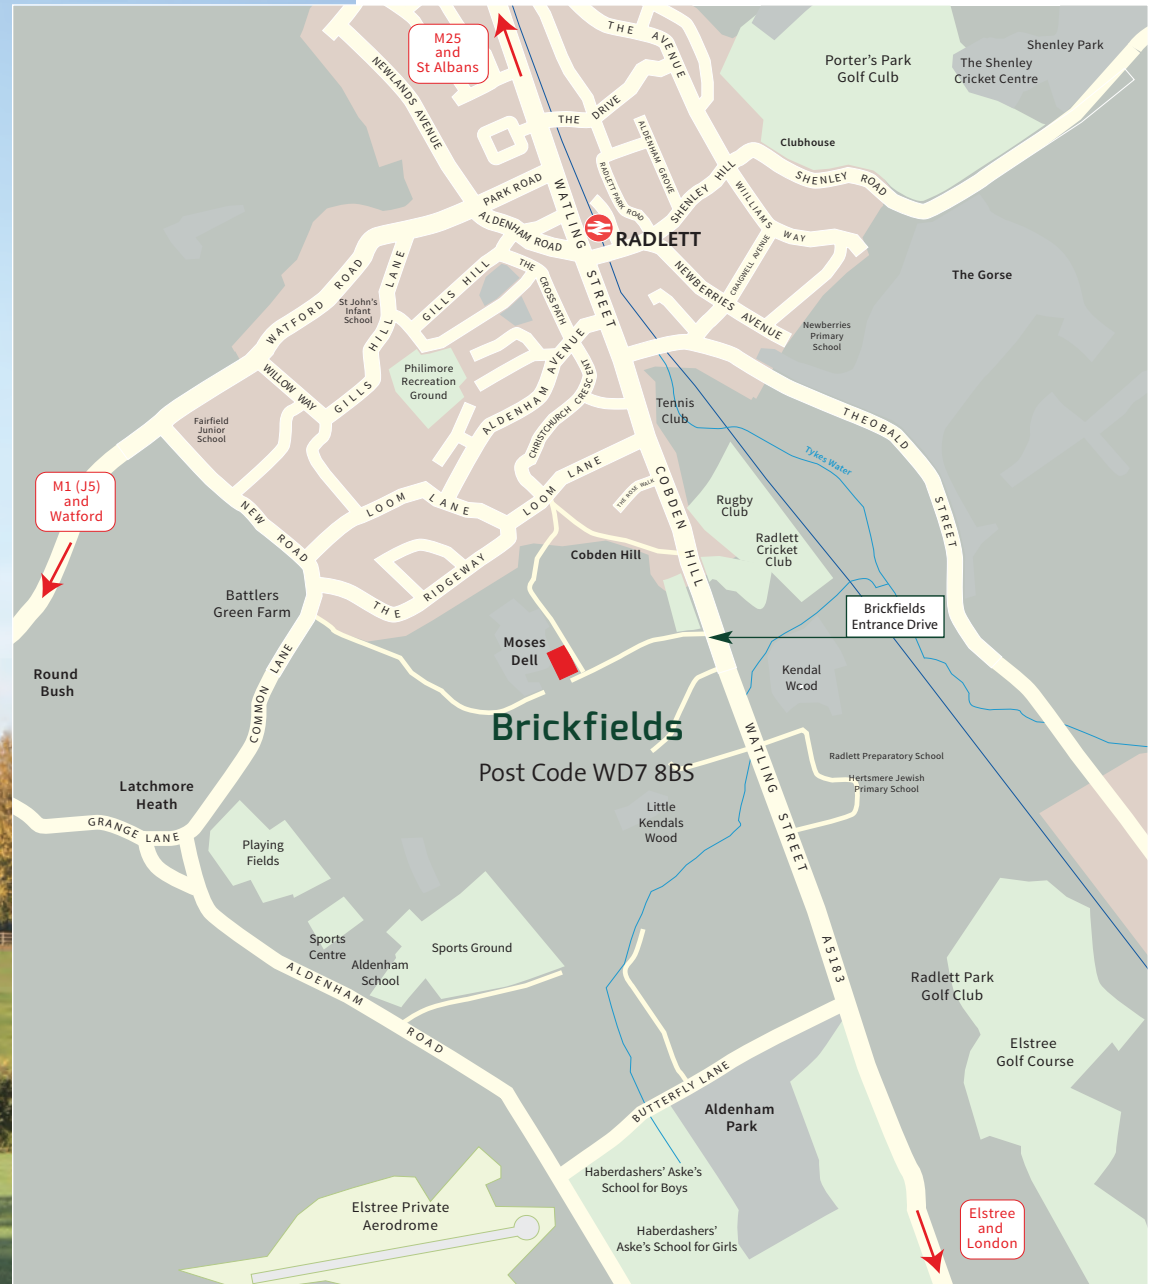 M25
and
St Albans
THE AVENUE
Porter's Park
Golf Culb
Shenley Park
The Shenley
Cricket Centre
NEWLANDS AVENUE
THE DRIVE
ALDENHAM GROVE
Clubhouse
SHENLEY ROAD
SHENLEY HILL
RADLETT PARK ROAD
PARK ROAD
WATLING STREET
WIILLIAMS WAY
ALDENHAM ROAD
RADLETT
CRAIGWELL AVENUE
NEWBERRIES AVENUE
The Gorse
WATFORD ROAD
GILLS HILL LANE
GILLS HILL
THE CROSS PATH
St John's
Infant
School
Newberries
Primary
School
WILLOW WAY
Philimore
Recreation
Ground
ALDENHAM AVENUE
CHRISTCHURCH CRESCENT
Tennis
Club
THEOBALD STREET
Fairfield
Junior
School
Tykes Water
M1 (J5)
and
Watford
NEW ROAD
LOOM LANE
LOOM LANE
THE ROSE WALK
COBDEN HILL
Rugby
Club
Radlett
Cricket
Club
Cobden Hill
THE RIDGEWAY
Battlers
Green Farm
Brickfields
Entrance Drive
Moses
Dell
Kendal
Wood
Round
Bush
COMMON LANE
Brickfields
Post Code WD7 8BS
WATLING STREET
Radlett Preparatory School
Hertsmere Jewish
Primary School
Latchmore
Heath
GRANGE LANE
Little
Kendals
Wood
Playing
Fields
Sports
Centre
Aldenham
School
Sports Ground
A5183
ALDENHAM ROAD
Radlett Park
Golf Club
Elstree
Golf Course
BUTTERFLY LANE
Aldenham
Park
Haberdashers' Aske's
School for Boys
Elstree Private
Aerodrome
Haberdashers'
Aske's School for Girls
Elstree
and
London